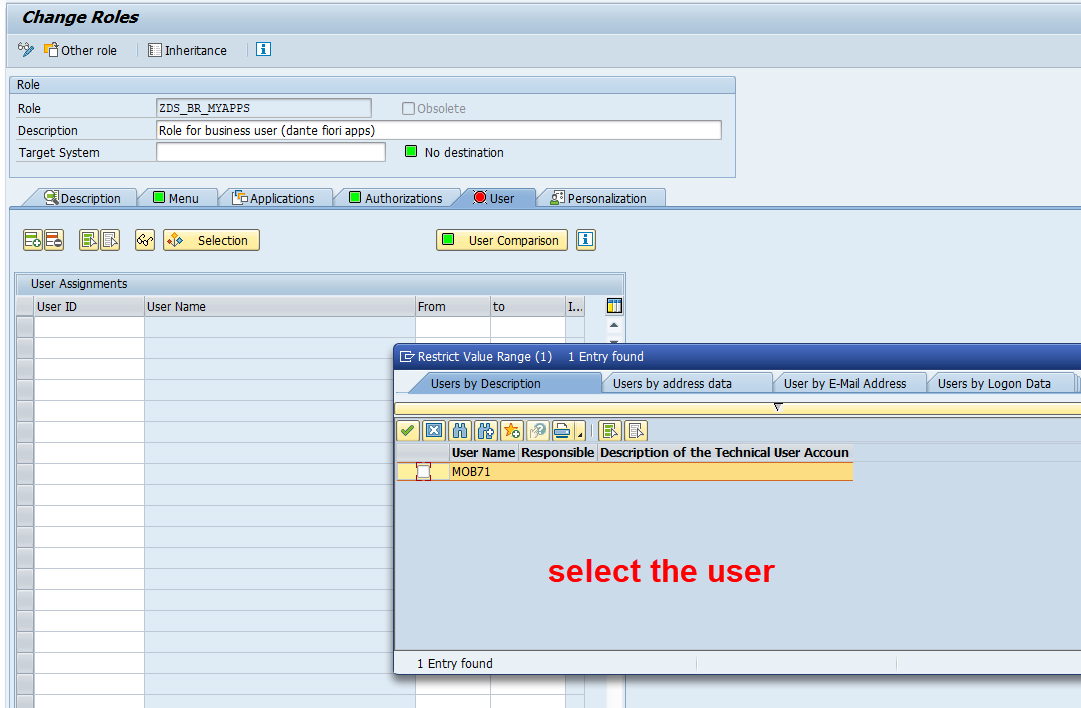 Change Roles
Other role Inheritance
Role
Role ZDS_BR_MYAPPS Obsolete
Description Role for business user (dante fiori apps)
Target System No destination
Description Menu Applications Authorizations User Personalization
Selection User Comparison
User Assignments
User ID User Name From to I...
Restrict Value Range (1) 1 Entry found
Users by Description Users by address data User by E-Mail Address Users by Logon Data
User Name Responsible Description of the Technical User Accoun
MOB71
select the user
1 Entry found